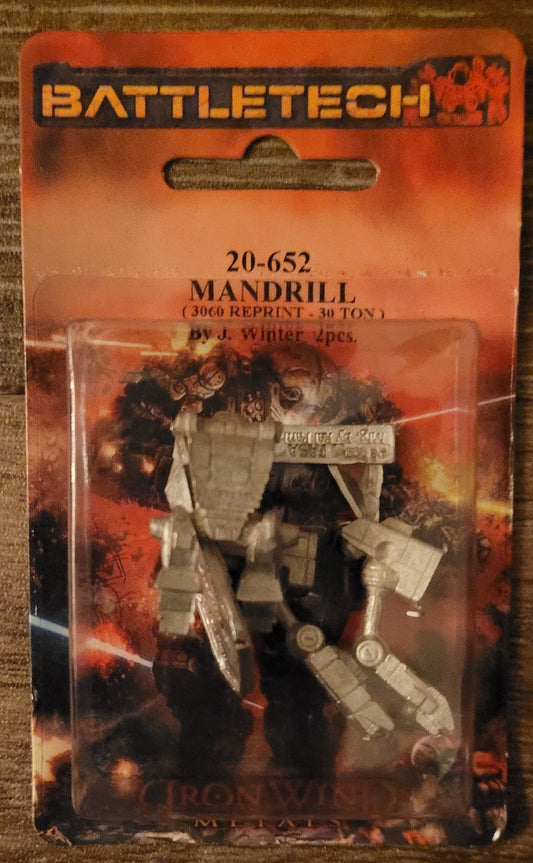 BATTLETECH
20-652
MANDRILL
( 3060 REPRINT - 30 TON )
By J. Winter 2pcs.
IRON WIND
METALS